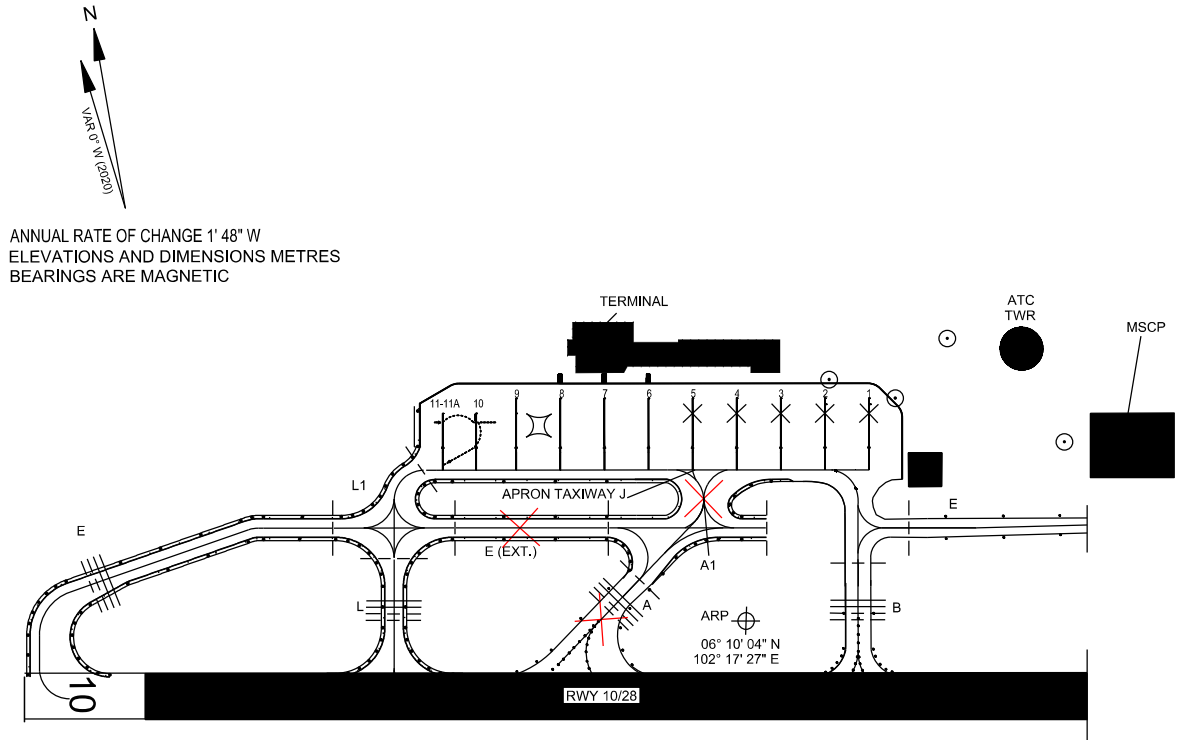 N
VAR 0° W (2020)
ANNUAL RATE OF CHANGE 1' 48" W
ELEVATIONS AND DIMENSIONS METRES
BEARINGS ARE MAGNETIC
TERMINAL
ATC
TWR
MSCP
11-11A 10 9 8 7 6 5 4 3 2 1
L1
APRON TAXIWAY J
E
E
E (EXT.)
A1
L
A
B
ARP
06° 10' 04" N
102° 17' 27" E
10
RWY 10/28